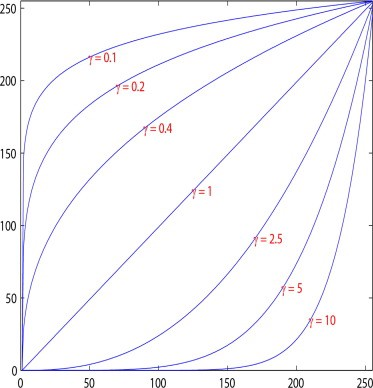 250
200
150
100
50
0
γ = 0.1
γ = 0.2
γ = 0.4
γ = 1
γ = 2.5
γ = 5
γ = 10
0 50 100 150 200 250